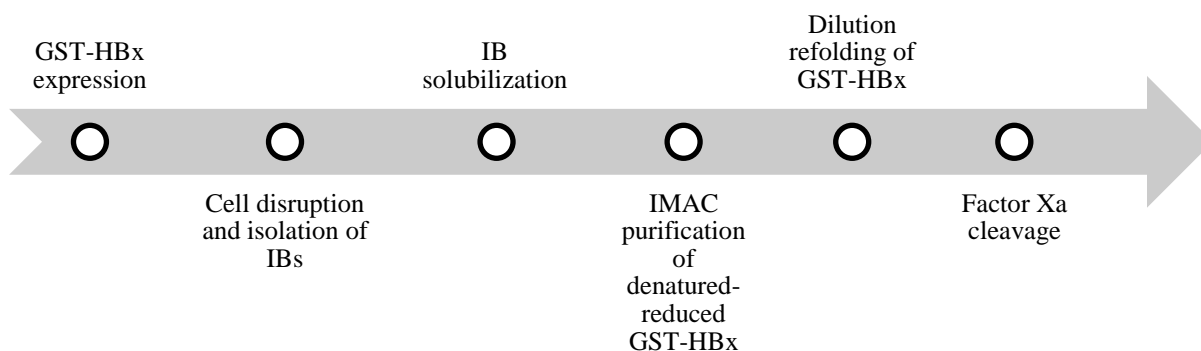 GST-HBx
expression
Cell disruption
and isolation of
IBs
IB
solubilization
IMAC
purification
of
denatured-
reduced
GST-HBx
Dilution
refolding of
GST-HBx
Factor Xa
cleavage